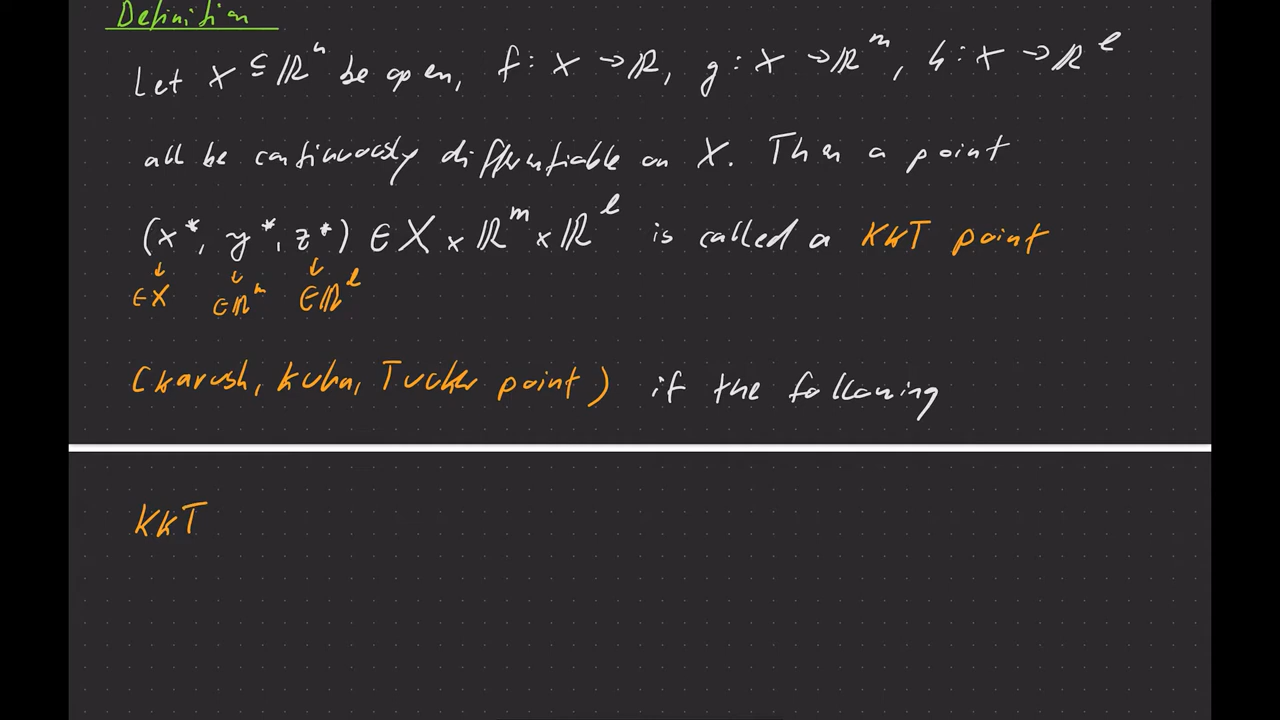 Definition
Let X ⊆ ℝⁿ be open, f : X → ℝ, g : X → ℝᵐ, h : X → ℝˡ
all be continuously differentiable on X. Then a point
(x*, y*, z*) ∈ X × ℝᵐ × ℝˡ is called a KKT point
↓ ↓ ↓
∈X ∈ℝᵐ ∈ℝˡ
(Karush, Kuhn, Tucker point) if the following
KKT